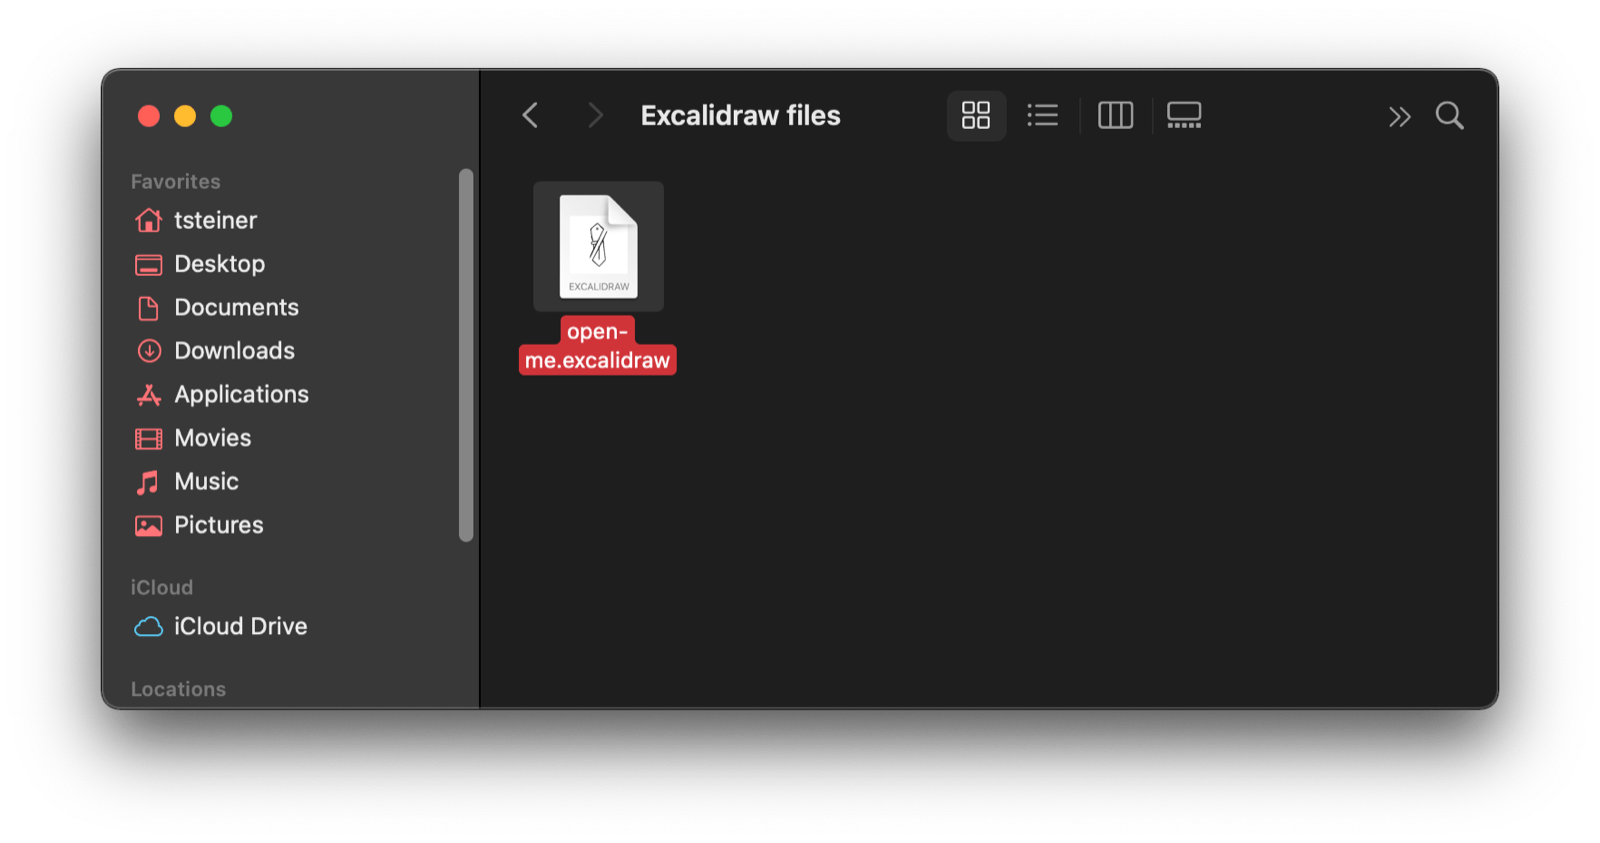 Excalidraw files
Favorites
tsteiner
Desktop
Documents
Downloads
Applications
Movies
Music
Pictures
iCloud
iCloud Drive
Locations
EXCALIDRAW
open-
me.excalidraw